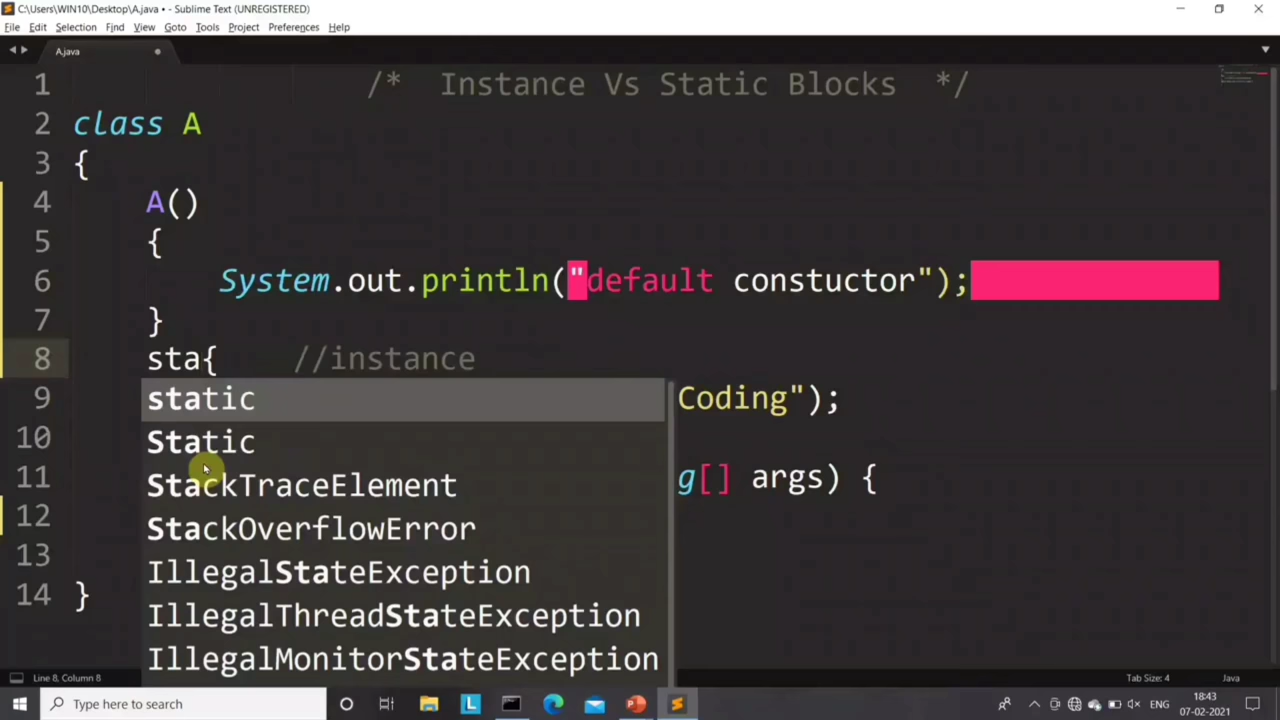 C:\Users\WIN10\Desktop\A.java • - Sublime Text (UNREGISTERED)
File Edit Selection Find View Goto Tools Project Preferences Help
A.java
1 /* Instance Vs Static Blocks */
2 class A
3 {
4 A()
5 {
6 System.out.println("default constuctor");
7 }
8 sta{ //instance
9 static Coding");
10 Static
11 StackTraceElement g[] args) {
12 StackOverflowError
13 IllegalStateException
14 } IllegalThreadStateException
IllegalMonitorStateException
Line 8, Column 8 Tab Size: 4 Java
Type here to search
L
ENG
18:43
07-02-2021